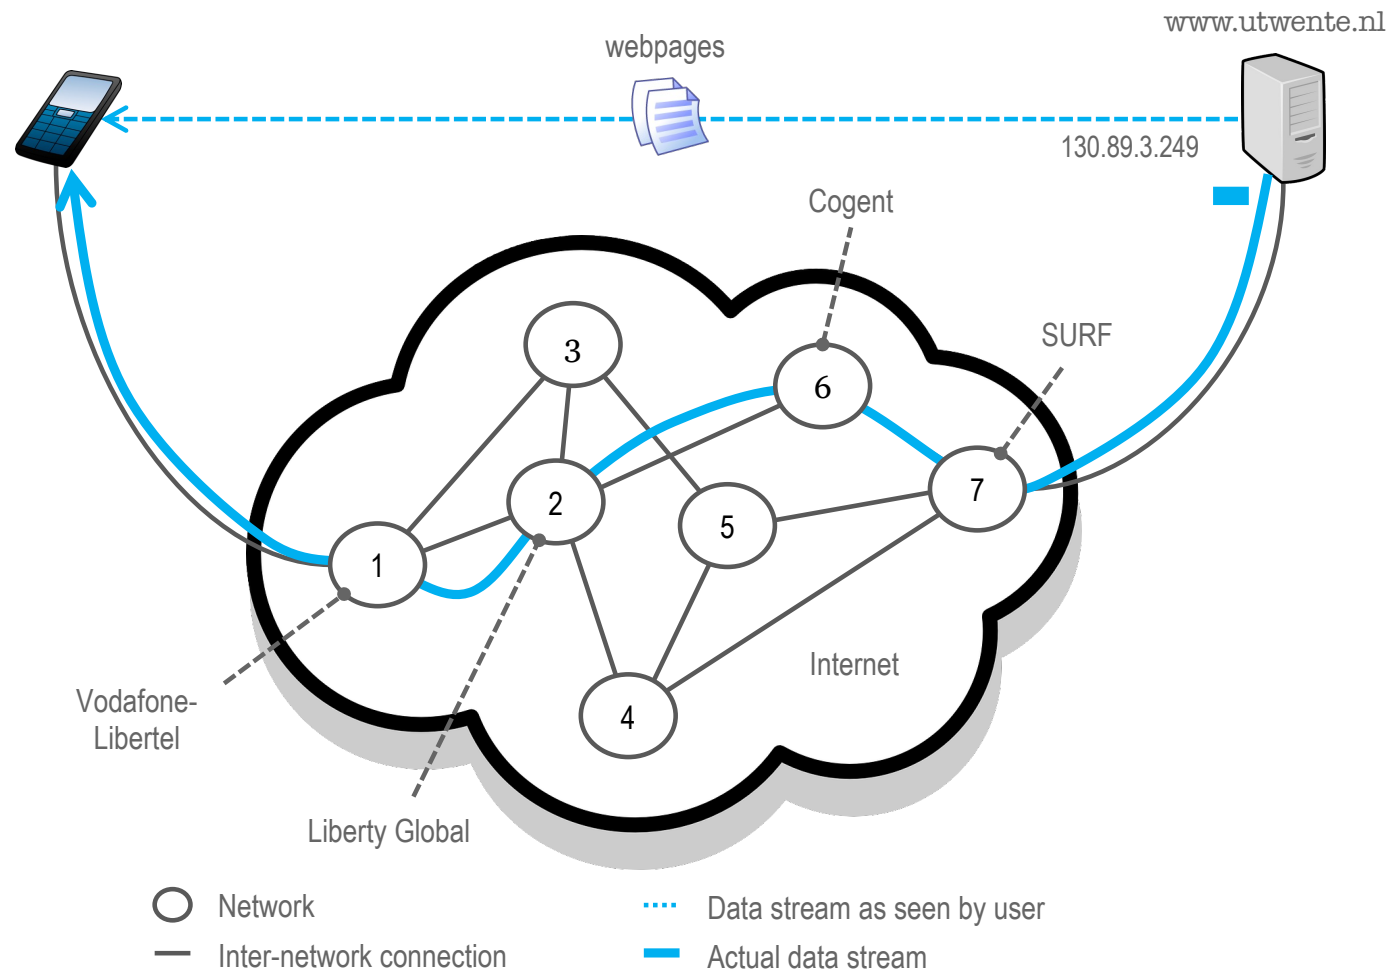 www.utwente.nl
webpages
130.89.3.249
Cogent
SURF
3
6
7
2
5
1
Internet
Vodafone-
Libertel
4
Liberty Global
Network
Data stream as seen by user
Inter-network connection
Actual data stream